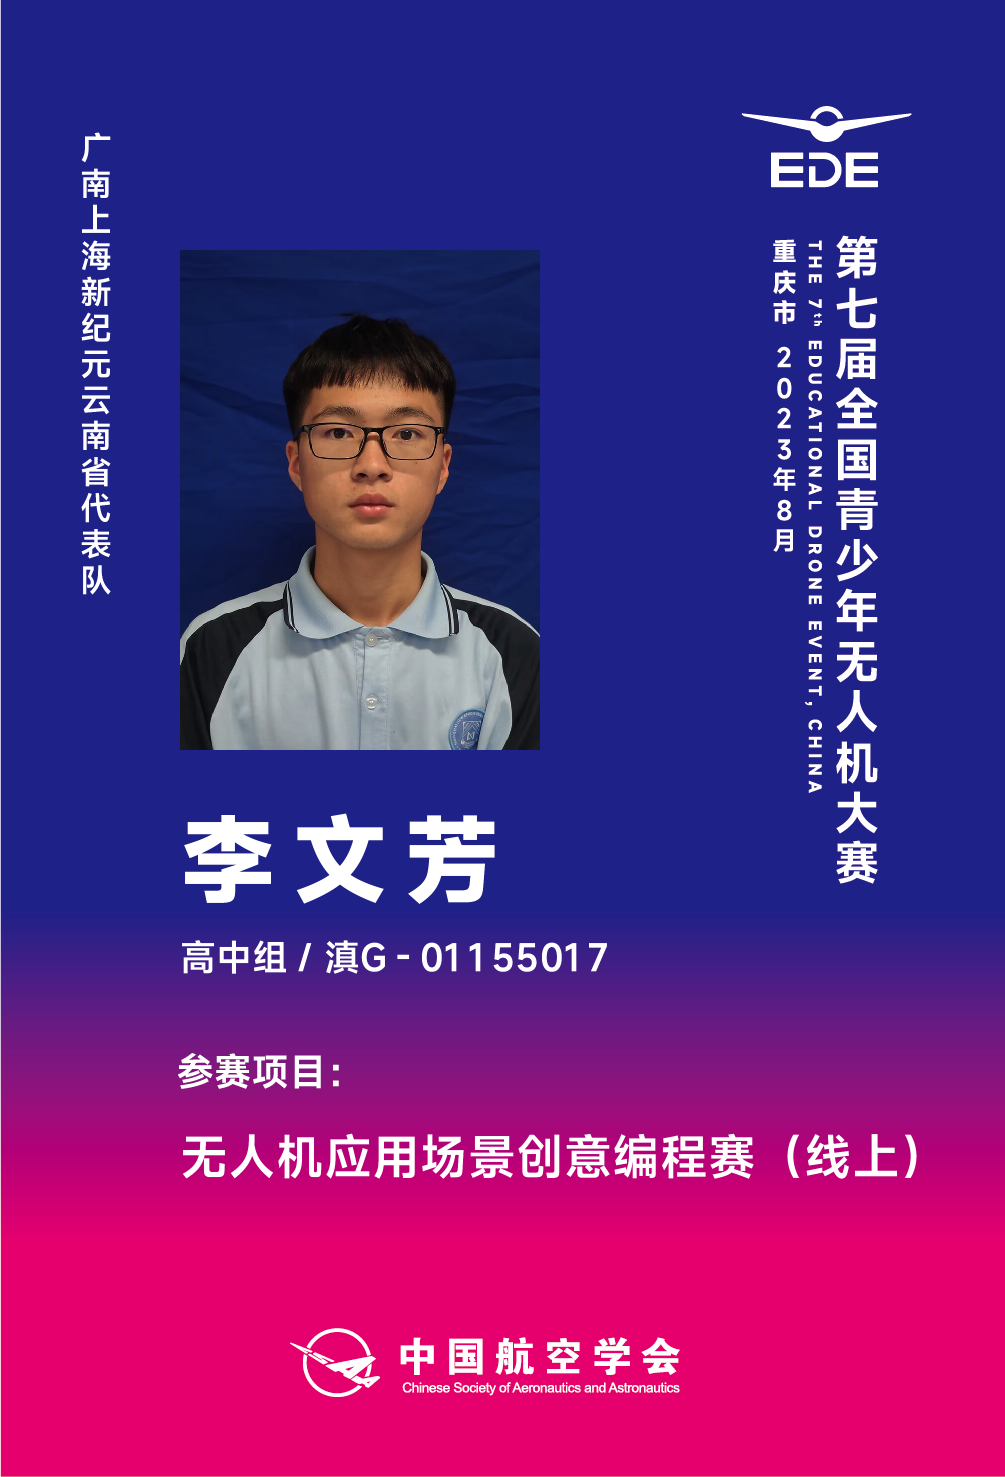 EDE
第七届全国青少年无人机大赛
THE 7th EDUCATIONAL DRONE EVENT, CHINA
重庆市 2023年8月
广南上海新纪元云南省代表队
李文芳
高中组 / 滇G - 01155017
参赛项目：
无人机应用场景创意编程赛（线上）
中国航空学会
Chinese Society of Aeronautics and Astronautics